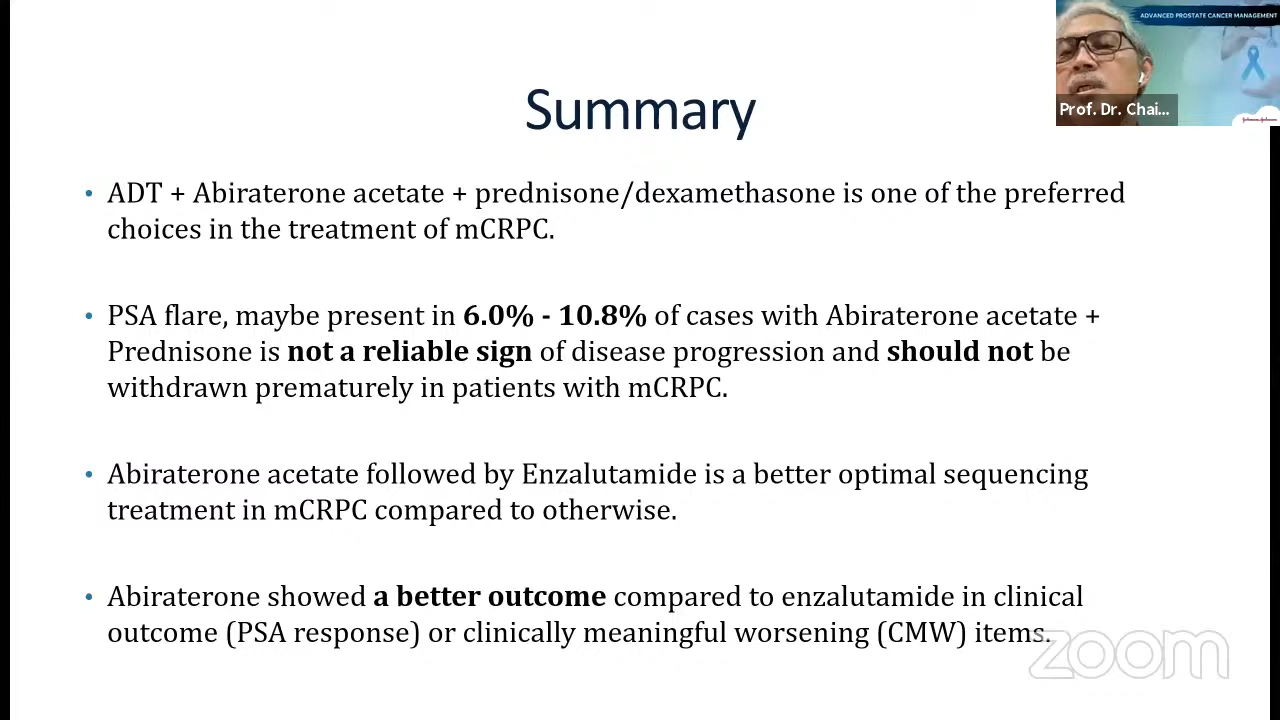 ADVANCED PROSTATE CANCER MANAGEMENT
Prof. Dr. Chai...
Summary
• ADT + Abiraterone acetate + prednisone/dexamethasone is one of the preferred
choices in the treatment of mCRPC.
• PSA flare, maybe present in 6.0% - 10.8% of cases with Abiraterone acetate +
Prednisone is not a reliable sign of disease progression and should not be
withdrawn prematurely in patients with mCRPC.
• Abiraterone acetate followed by Enzalutamide is a better optimal sequencing
treatment in mCRPC compared to otherwise.
• Abiraterone showed a better outcome compared to enzalutamide in clinical
outcome (PSA response) or clinically meaningful worsening (CMW) items.
zoom